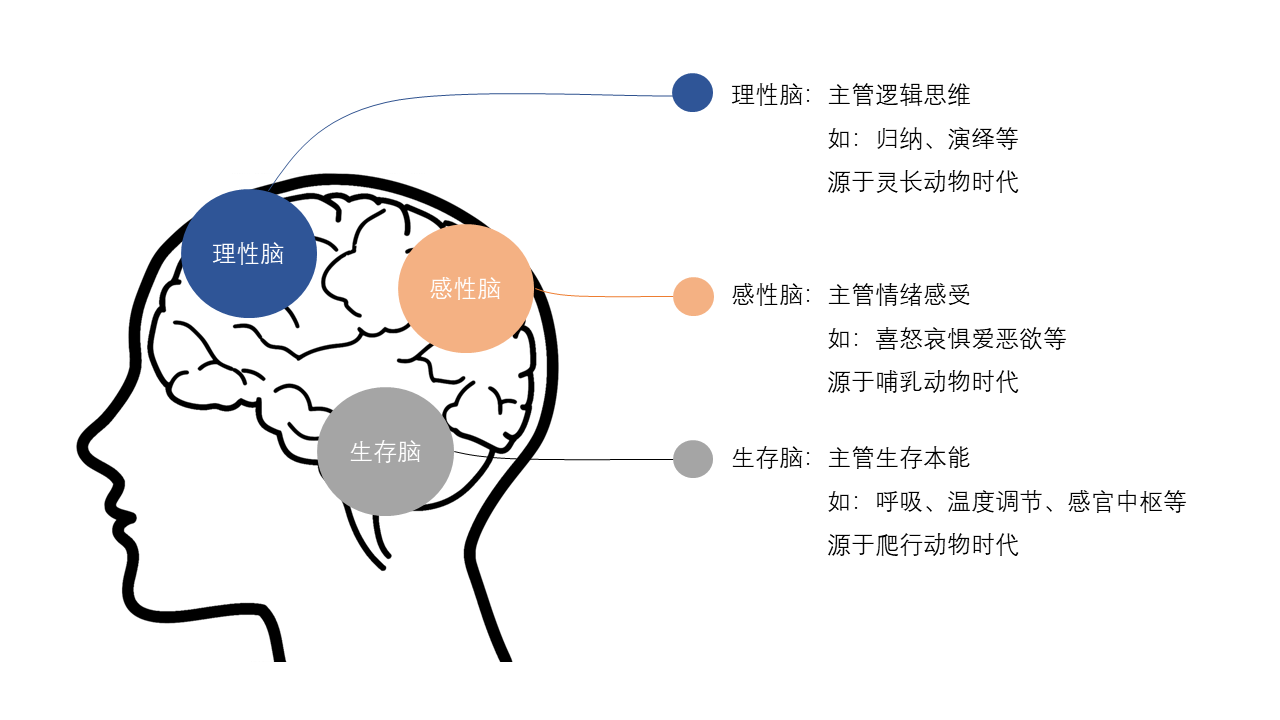 理性脑：主管逻辑思维
如：归纳、演绎等
源于灵长动物时代
理性脑
感性脑
感性脑：主管情绪感受
如：喜怒哀惧爱恶欲等
源于哺乳动物时代
生存脑
生存脑：主管生存本能
如：呼吸、温度调节、感官中枢等
源于爬行动物时代